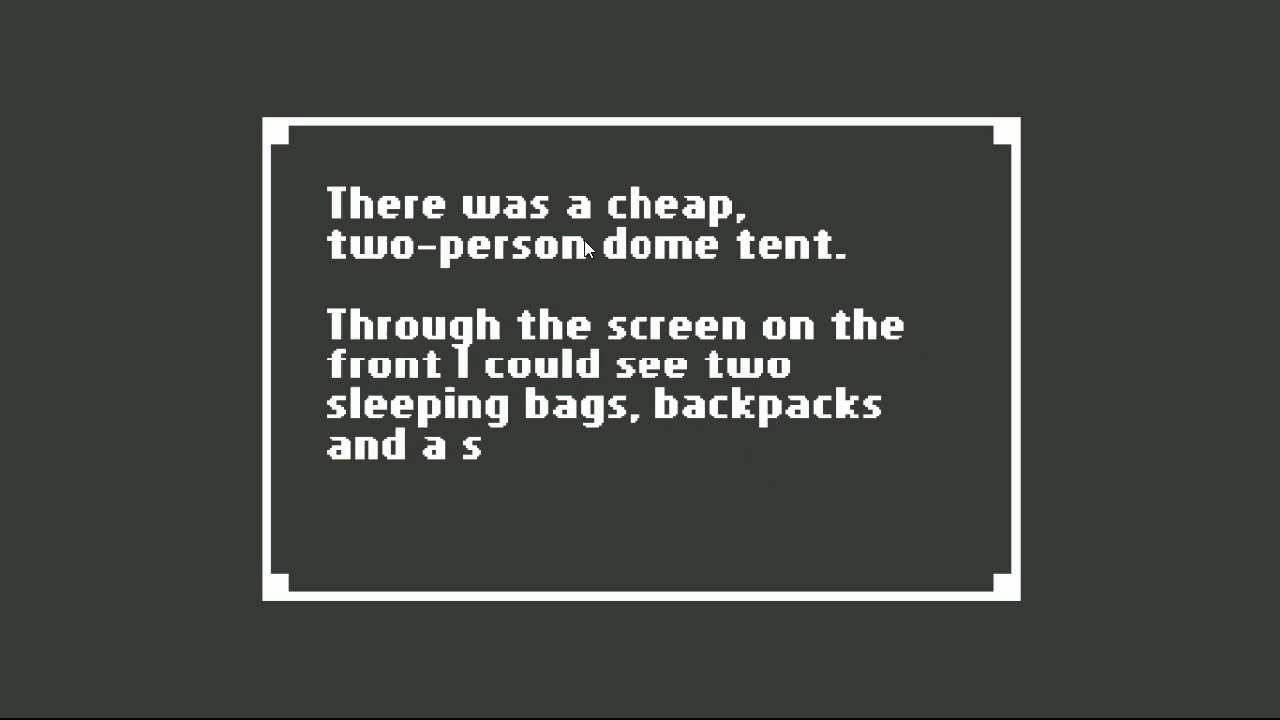 There was a cheap,
two-person dome tent.
Through the screen on the
front I could see two
sleeping bags, backpacks
and a s